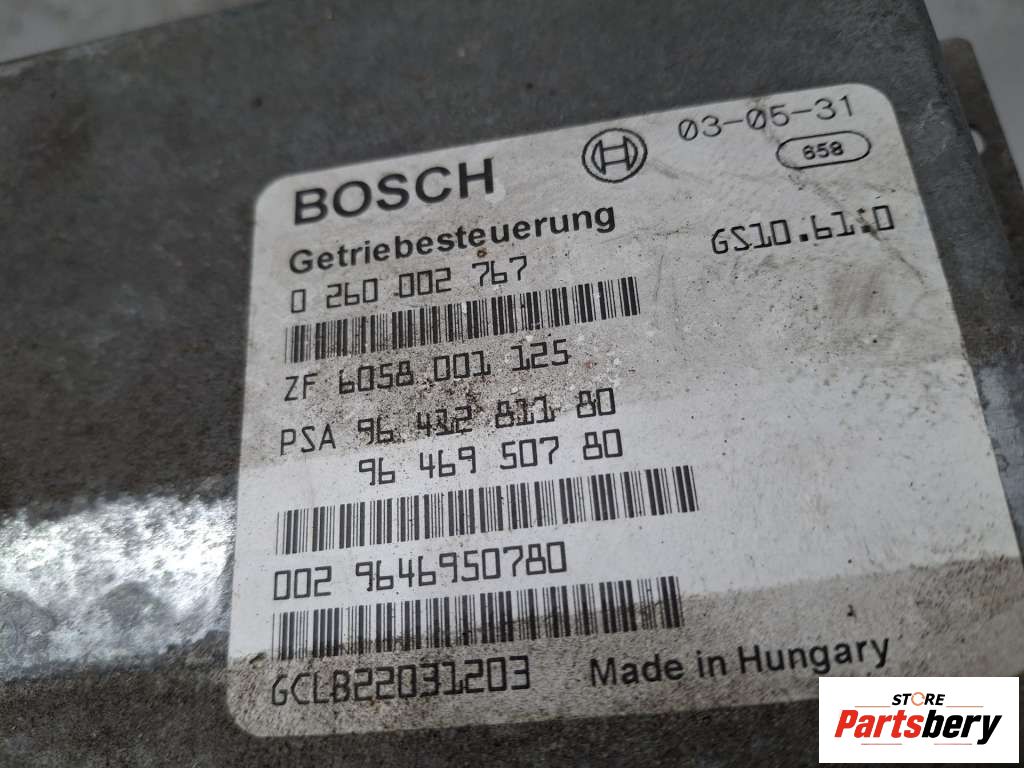 BOSCH
03-05-31
658
Getriebesteuerung
GS10.61.0
0 260 002 767
ZF 6058 001 125
PSA 96 412 811 80
96 469 507 80
002 9646950780
GCLB22031203
Made in Hungary
STORE
Partsbery